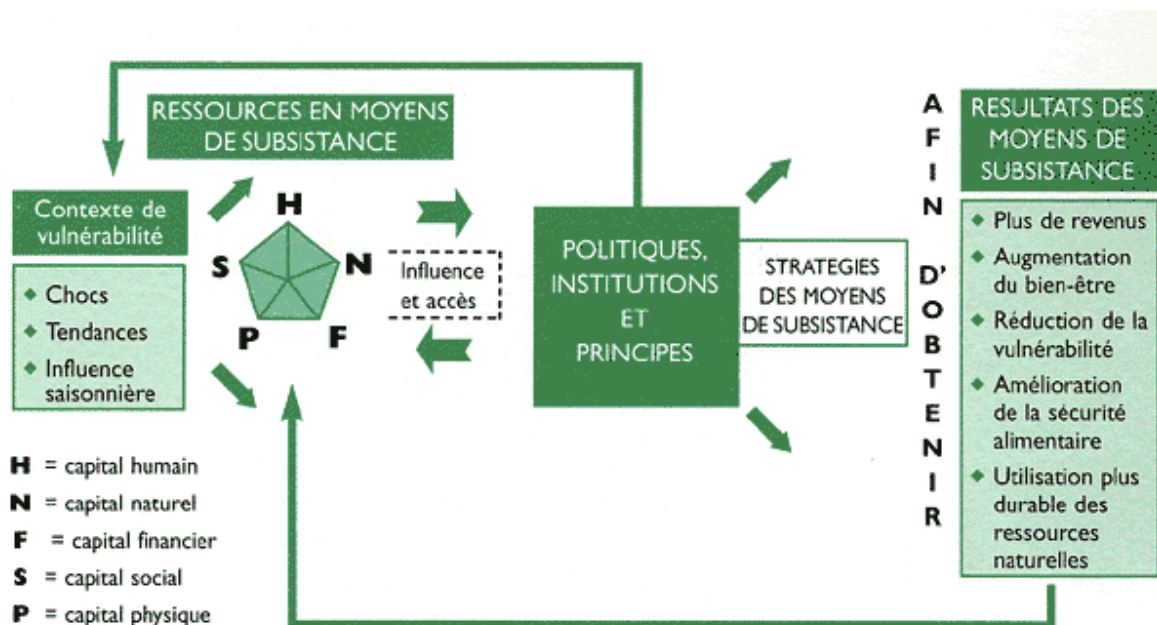 RESSOURCES EN MOYENS
DE SUBSISTANCE
Contexte de
vulnérabilité
Chocs
Tendances
Influence
saisonnière
H
S
N
P
F
Influence
et accès
POLITIQUES,
INSTITUTIONS
ET
PRINCIPES
STRATEGIES
DES MOYENS
DE SUBSISTANCE
AFIN D'OBTENIR
RESULTATS DES
MOYENS DE
SUBSISTANCE
Plus de revenus
Augmentation
du bien-être
Réduction de la
vulnérabilité
Amélioration
de la sécurité
alimentaire
Utilisation plus
durable des
ressources
naturelles
H = capital humain
N = capital naturel
F = capital financier
S = capital social
P = capital physique